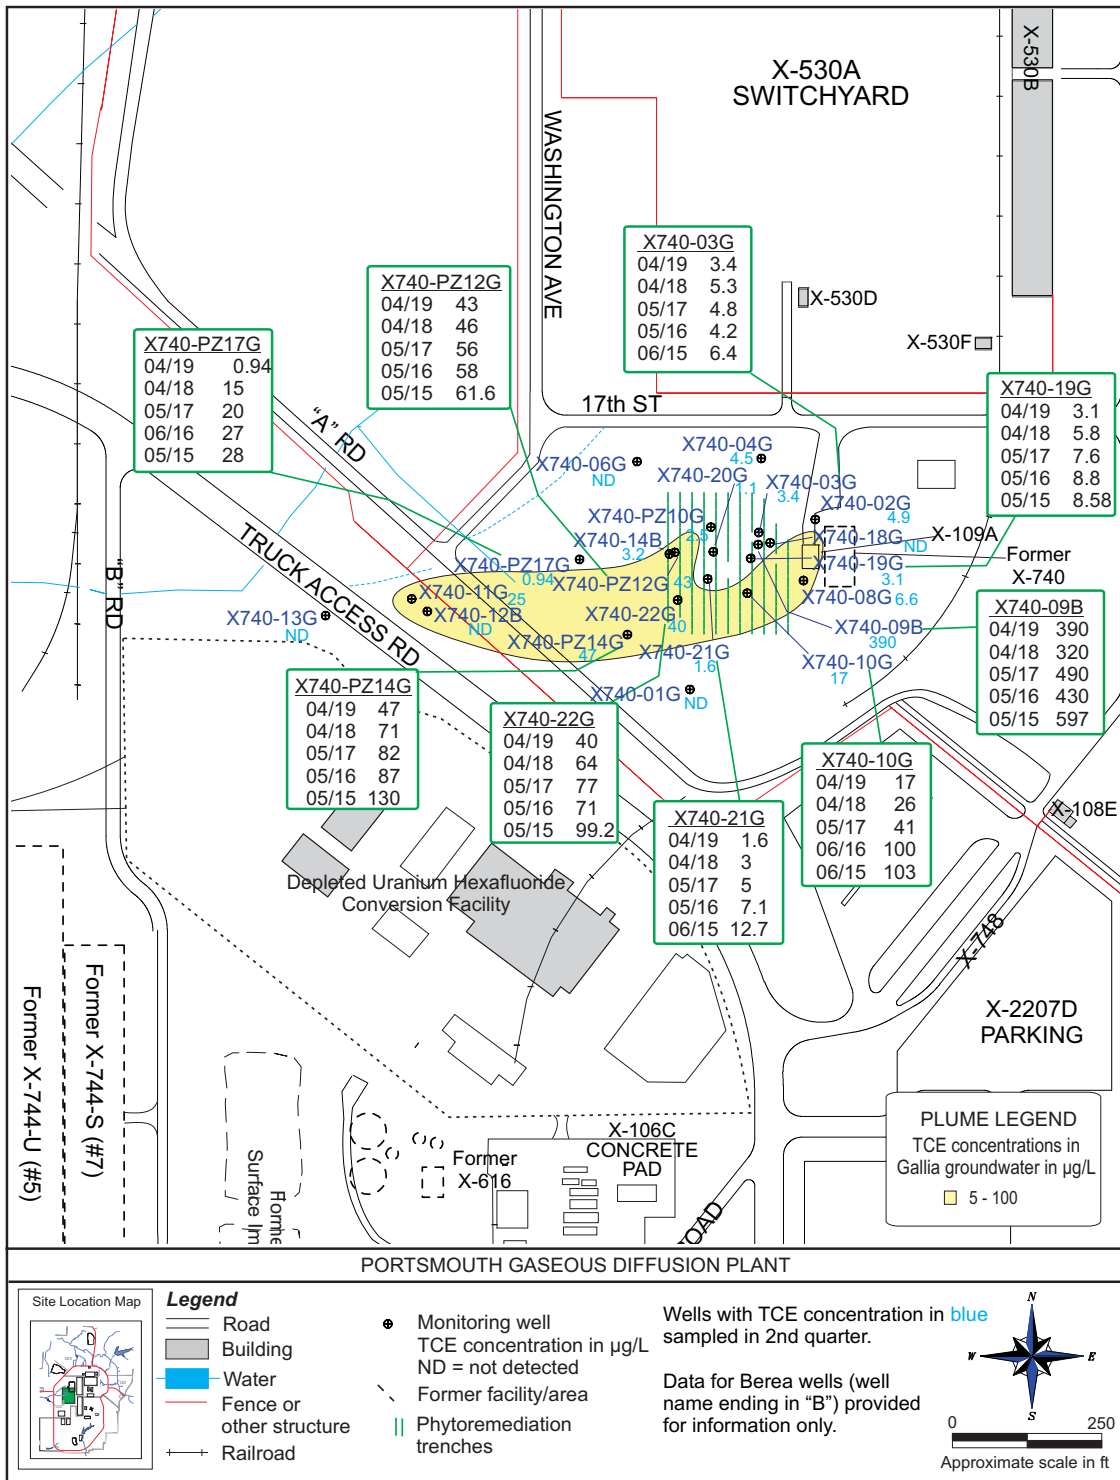 X-530A
SWITCHYARD
X-530B
WASHINGTON AVE
X740-03G
04/19 3.4
04/18 5.3
05/17 4.8
05/16 4.2
06/15 6.4
X740-PZ12G
04/19 43
04/18 46
05/17 56
05/16 58
05/15 61.6
X-530D
X-530F
X740-PZ17G
04/19 0.94
04/18 15
05/17 20
06/16 27
05/15 28
X740-19G
04/19 3.1
04/18 5.8
05/17 7.6
05/16 8.8
05/15 8.58
17th ST
"A" RD
"B" RD
TRUCK ACCESS RD
X740-04G
4.5
X740-06G
ND
X740-20G
1.1
X740-03G
3.4
X740-02G
4.9
X740-PZ10G
2.5
X740-14B
3.2
X740-18G
ND
X-109A
X740-PZ17G
0.94
X740-PZ12G
43
X740-19G
3.1
Former
X-740
X740-11G
25
X740-12B
ND
X740-08G
6.6
X740-13G
ND
X740-22G
40
X740-09B
390
X740-PZ14G
47
X740-21G
1.6
X740-10G
17
X740-01G
ND
X740-09B
04/19 390
04/18 320
05/17 490
05/16 430
05/15 597
X740-PZ14G
04/19 47
04/18 71
05/17 82
05/16 87
05/15 130
X740-22G
04/19 40
04/18 64
05/17 77
05/16 71
05/15 99.2
X740-10G
04/19 17
04/18 26
05/17 41
06/16 100
06/15 103
X740-21G
04/19 1.6
04/18 3
05/17 5
05/16 7.1
06/15 12.7
X-108E
Depleted Uranium Hexafluoride
Conversion Facility
X-748
X-2207D
PARKING
Former X-744-U (#5)
Former X-744-S (#7)
Surface Im
Forme
Former
X-616
X-106C
CONCRETE
PAD
ROAD
PLUME LEGEND
TCE concentrations in
Gallia groundwater in µg/L
5 - 100
PORTSMOUTH GASEOUS DIFFUSION PLANT
Site Location Map
Legend
Road
Building
Water
Fence or
other structure
Railroad
Monitoring well
TCE concentration in µg/L
ND = not detected
Former facility/area
Phytoremediation
trenches
Wells with TCE concentration in blue
sampled in 2nd quarter.
Data for Berea wells (well
name ending in "B") provided
for information only.
N
W
E
S
0 250
Approximate scale in ft